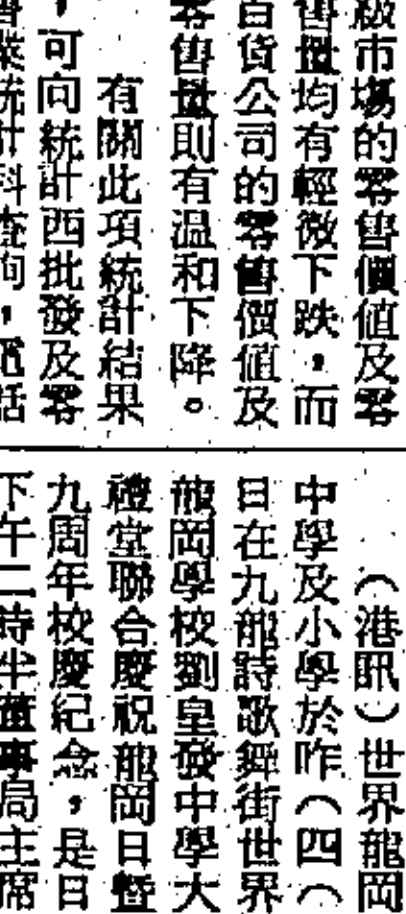 級市場的零售價值及零
售量均有輕微下跌，而
百貨公司的零售價值及
零售量則有温和下降。
有關此項統計結果
，可向統計西批發及零
售業統計科查詢，電話
（港訊）世界龍岡
中學及小學於昨（四（
日在九龍詩歌舞街世界
龍岡學校劉皇發中學大
禮堂聯合慶祝龍岡日暨
九周年校慶紀念，是日
下午二時半董事局主席